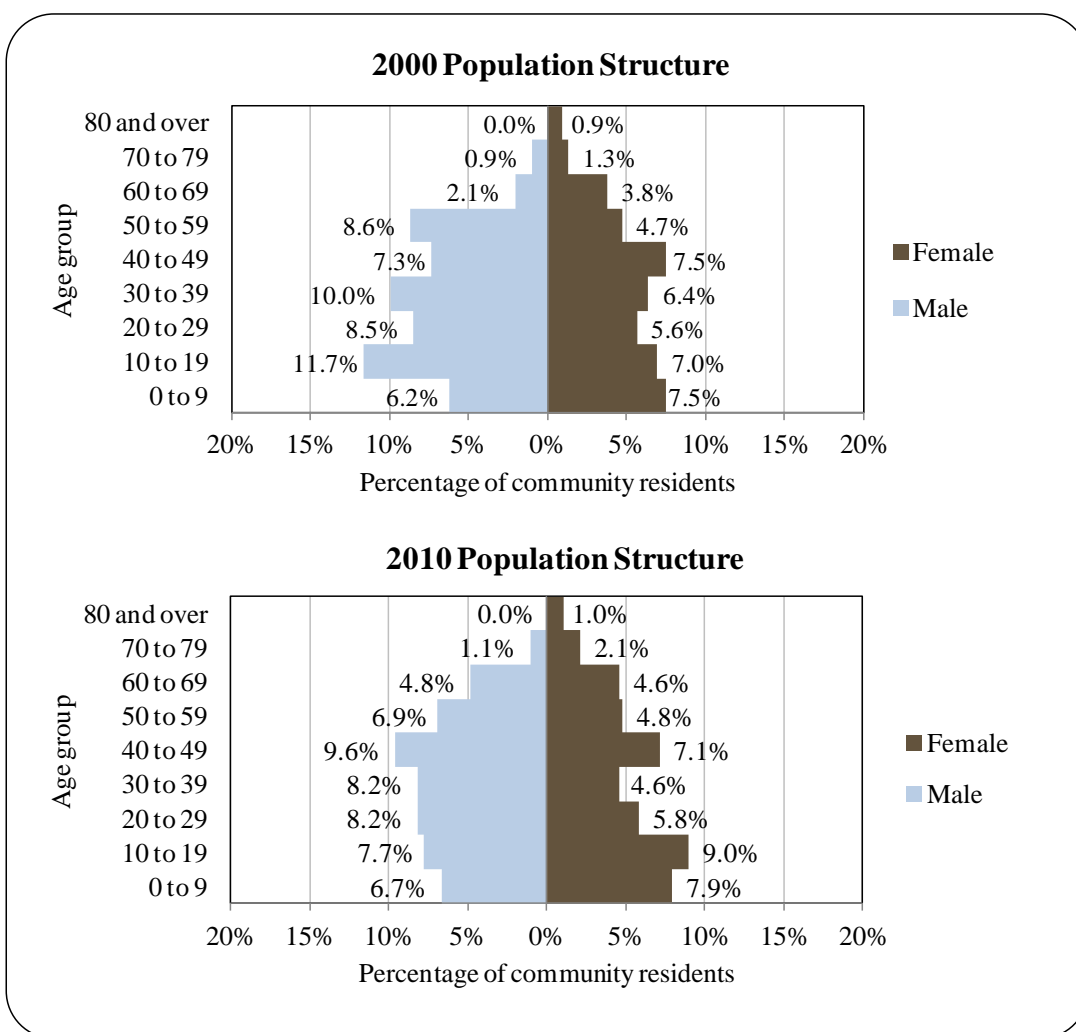 2000 Population Structure
80 and over 0.0% 0.9%
70 to 79 0.9% 1.3%
60 to 69 2.1% 3.8%
50 to 59 8.6% 4.7%
40 to 49 7.3% 7.5%
30 to 39 10.0% 6.4%
20 to 29 8.5% 5.6%
10 to 19 11.7% 7.0%
0 to 9 6.2% 7.5%
Age group
Female
Male
20% 15% 10% 5% 0% 5% 10% 15% 20%
Percentage of community residents
2010 Population Structure
80 and over 0.0% 1.0%
70 to 79 1.1% 2.1%
60 to 69 4.8% 4.6%
50 to 59 6.9% 4.8%
40 to 49 9.6% 7.1%
30 to 39 8.2% 4.6%
20 to 29 8.2% 5.8%
10 to 19 7.7% 9.0%
0 to 9 6.7% 7.9%
Age group
Female
Male
20% 15% 10% 5% 0% 5% 10% 15% 20%
Percentage of community residents